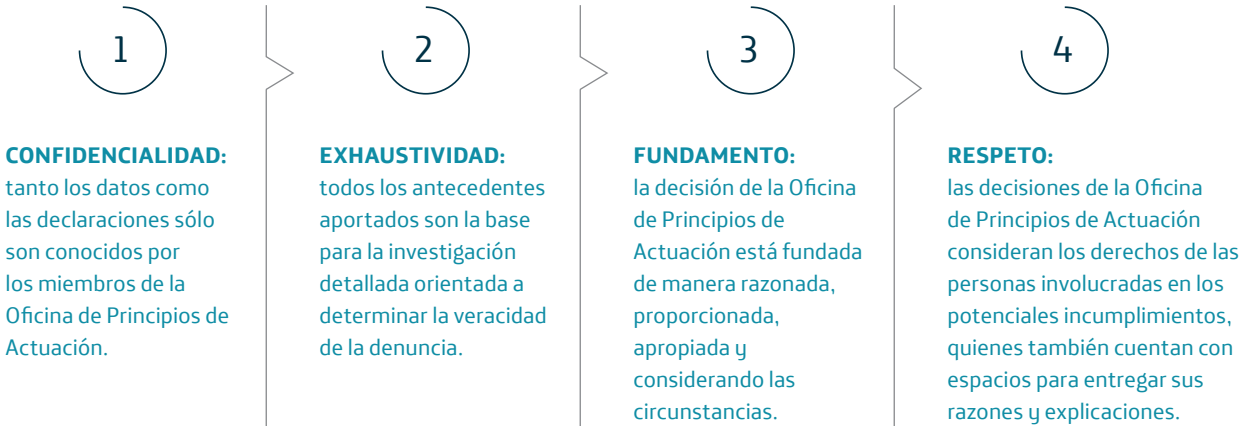 1
CONFIDENCIALIDAD:
tanto los datos como
las declaraciones sólo
son conocidos por
los miembros de la
Oficina de Principios de
Actuación.
2
EXHAUSTIVIDAD:
todos los antecedentes
aportados son la base
para la investigación
detallada orientada a
determinar la veracidad
de la denuncia.
3
FUNDAMENTO:
la decisión de la Oficina
de Principios de
Actuación está fundada
de manera razonada,
proporcionada,
apropiada y
considerando las
circunstancias.
4
RESPETO:
las decisiones de la Oficina
de Principios de Actuación
consideran los derechos de las
personas involucradas en los
potenciales incumplimientos,
quienes también cuentan con
espacios para entregar sus
razones y explicaciones.